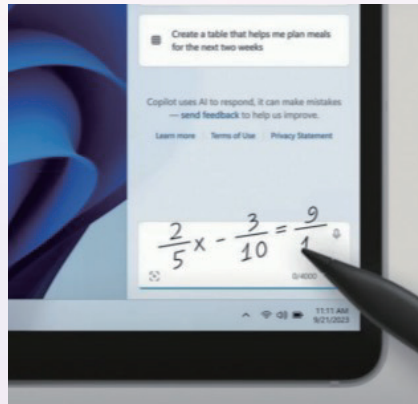 Create a table that helps me plan meals
for the next two weeks
Copilot uses AI to respond, it can make mistakes
— send feedback to help us improve.
Learn more Terms of Use Privacy Statement
2/5 x - 3/10 = 9/1
0/4000
11:11 AM
9/21/2023